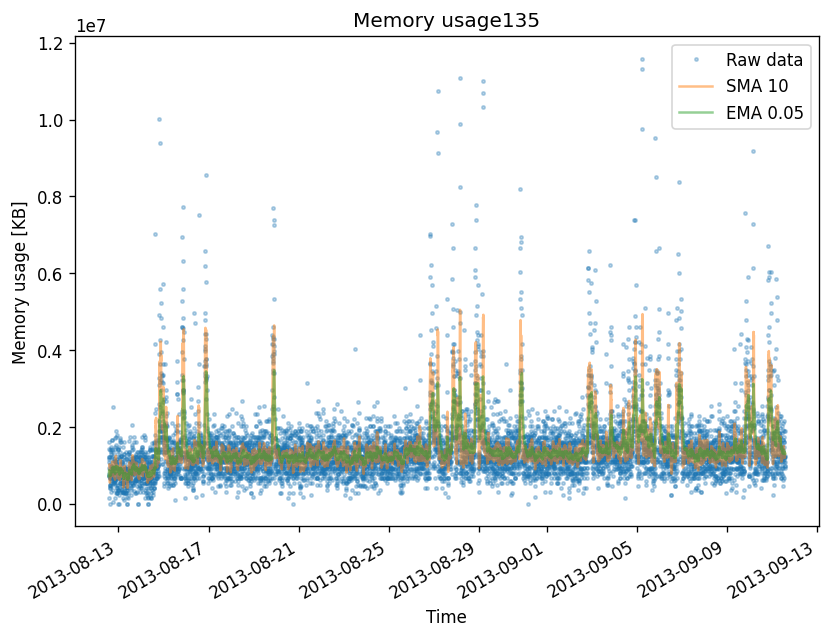 Memory usage135
1e7
Raw data
SMA 10
EMA 0.05
1.2
1.0
0.8
0.6
0.4
0.2
0.0
Memory usage [KB]
2013-08-13
2013-08-17
2013-08-21
2013-08-25
2013-08-29
2013-09-01
2013-09-05
2013-09-09
2013-09-13
Time